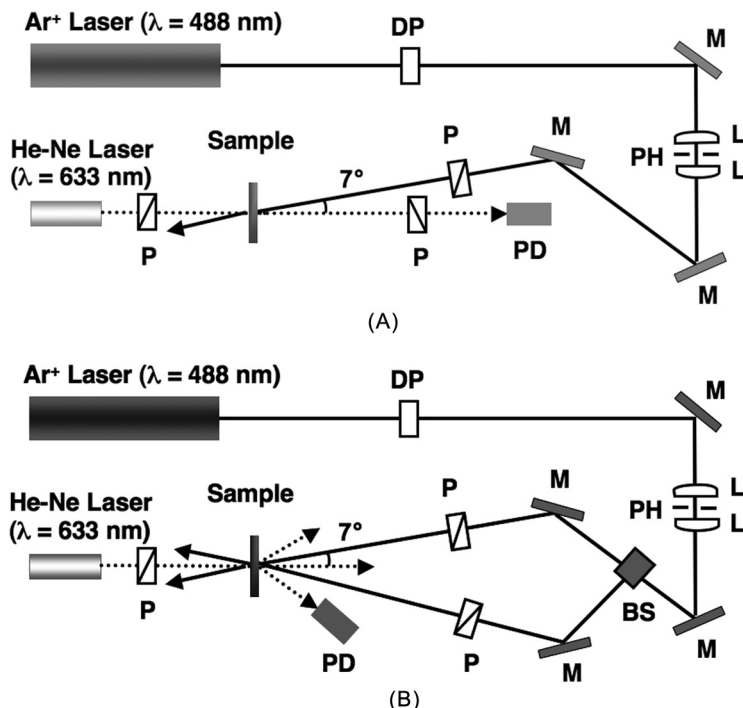 Ar⁺ Laser (λ = 488 nm)
DP
M
He-Ne Laser
(λ = 633 nm)
Sample
P
M
L
PH
L
7°
P
P
PD
M
(A)
Ar⁺ Laser (λ = 488 nm)
DP
M
He-Ne Laser
(λ = 633 nm)
Sample
P
M
L
PH
L
7°
P
BS
PD
P
M
M
(B)